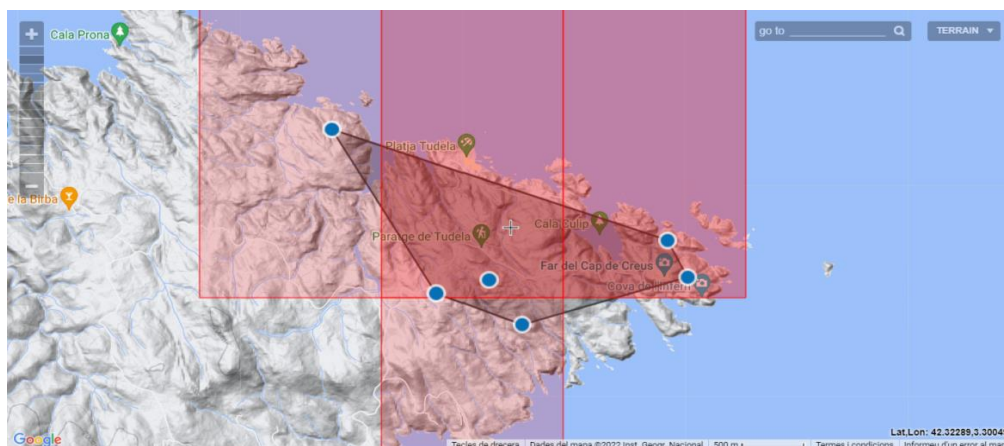 Cala Prona
go to
TERRAIN
Platja Tudela
e la Birba
Cala Culip
Paratge de Tudela
Far del Cap de Creus
Cova de l'Infern
Lat,Lon: 42.32289,3.3004
Google
Tecles de drecera
Dades del mapa ©2022 Inst. Geogr. Nacional
500 m
Termes i condicions
Informeu d'un error al ma